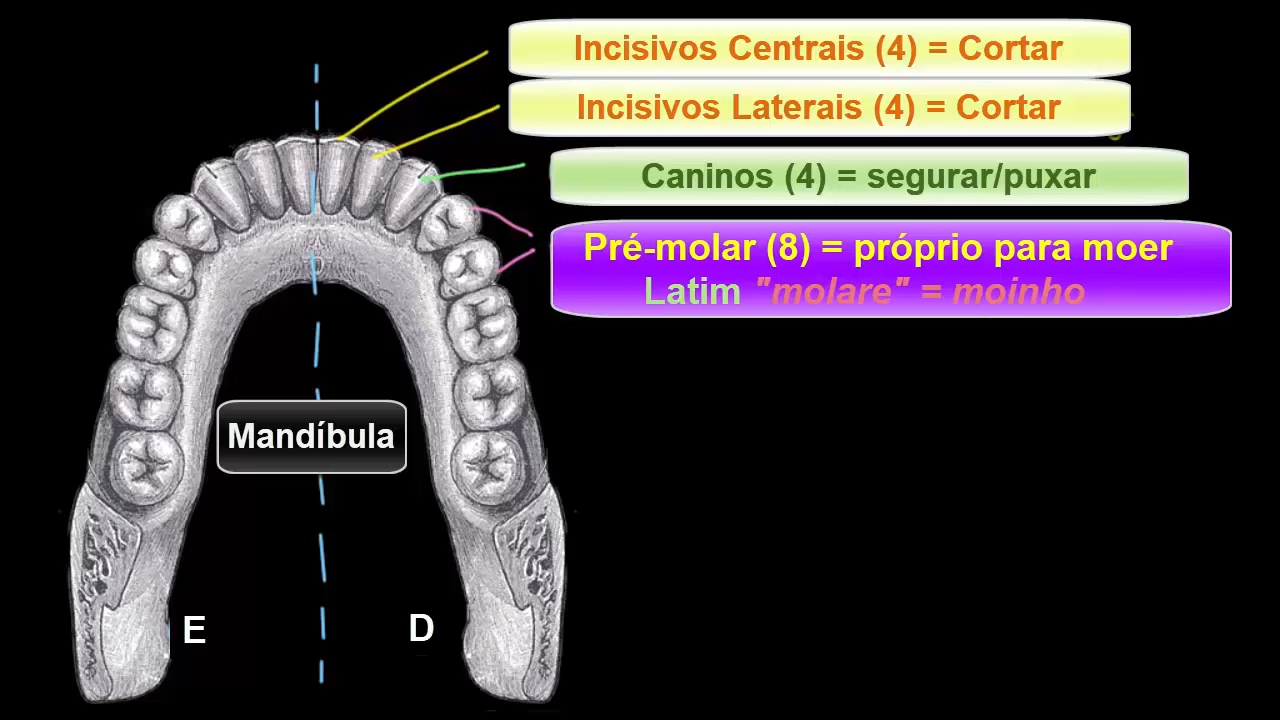 Incisivos Centrais (4) = Cortar
Incisivos Laterais (4) = Cortar
Caninos (4) = segurar/puxar
Pré-molar (8) = próprio para moer
Latim "molare" = moinho
Mandíbula
E
D